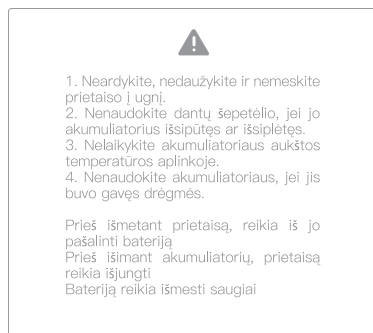 1. Neardykite, nedaužykite ir nemeskite
prietaiso į ugnį.
2. Nenaudokite dantų šepetėlio, jei jo
akumuliatorius išsipūtęs ar išsiplėtęs.
3. Nelaikykite akumuliatoriaus aukštos
temperatūros aplinkoje.
4. Nenaudokite akumuliatoriaus, jei jis
buvo gavęs drėgmės.
Prieš išmetant prietaisą, reikia iš jo
pašalinti bateriją
Prieš išimant akumuliatorių, prietaisą
reikia išjungti
Bateriją reikia išmesti saugiai